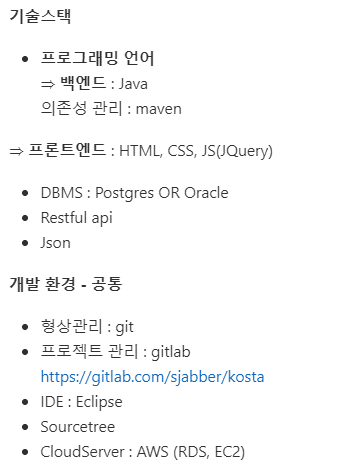 기술스택
• 프로그래밍 언어
⇒ 백엔드 : Java
의존성 관리 : maven
⇒ 프론트엔드 : HTML, CSS, JS(JQuery)
• DBMS : Postgres OR Oracle
• Restful api
• Json
개발 환경 - 공통
• 형상관리 : git
• 프로젝트 관리 : gitlab
https://gitlab.com/sjabber/kosta
• IDE : Eclipse
• Sourcetree
• CloudServer : AWS (RDS, EC2)